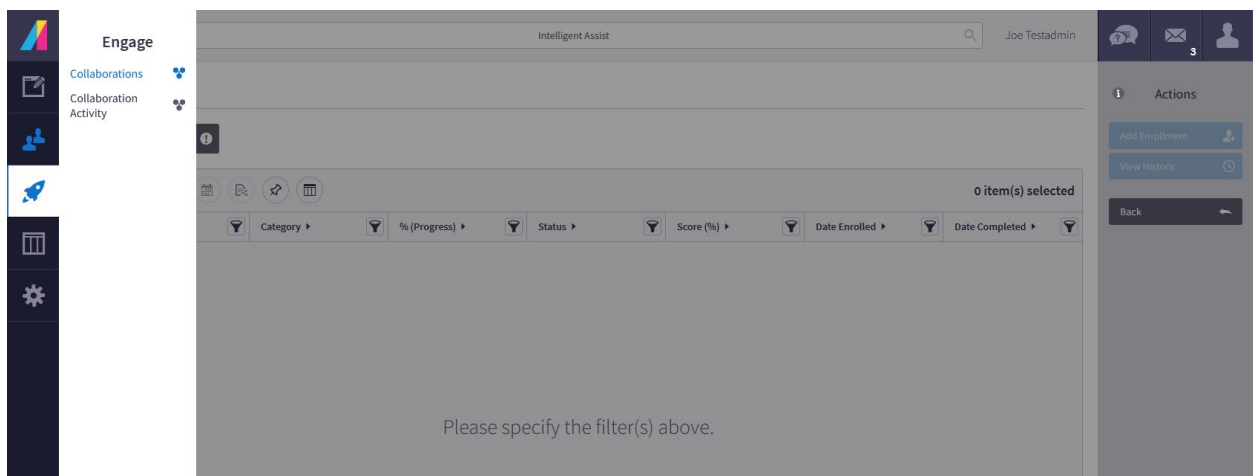 Engage
Collaborations
Collaboration
Activity
Intelligent Assist
Joe Testadmin
3
Actions
Add Enrollment
View Historic
Back
0 item(s) selected
Category
% (Progress)
Status
Score (%)
Date Enrolled
Date Completed
Please specify the filter(s) above.